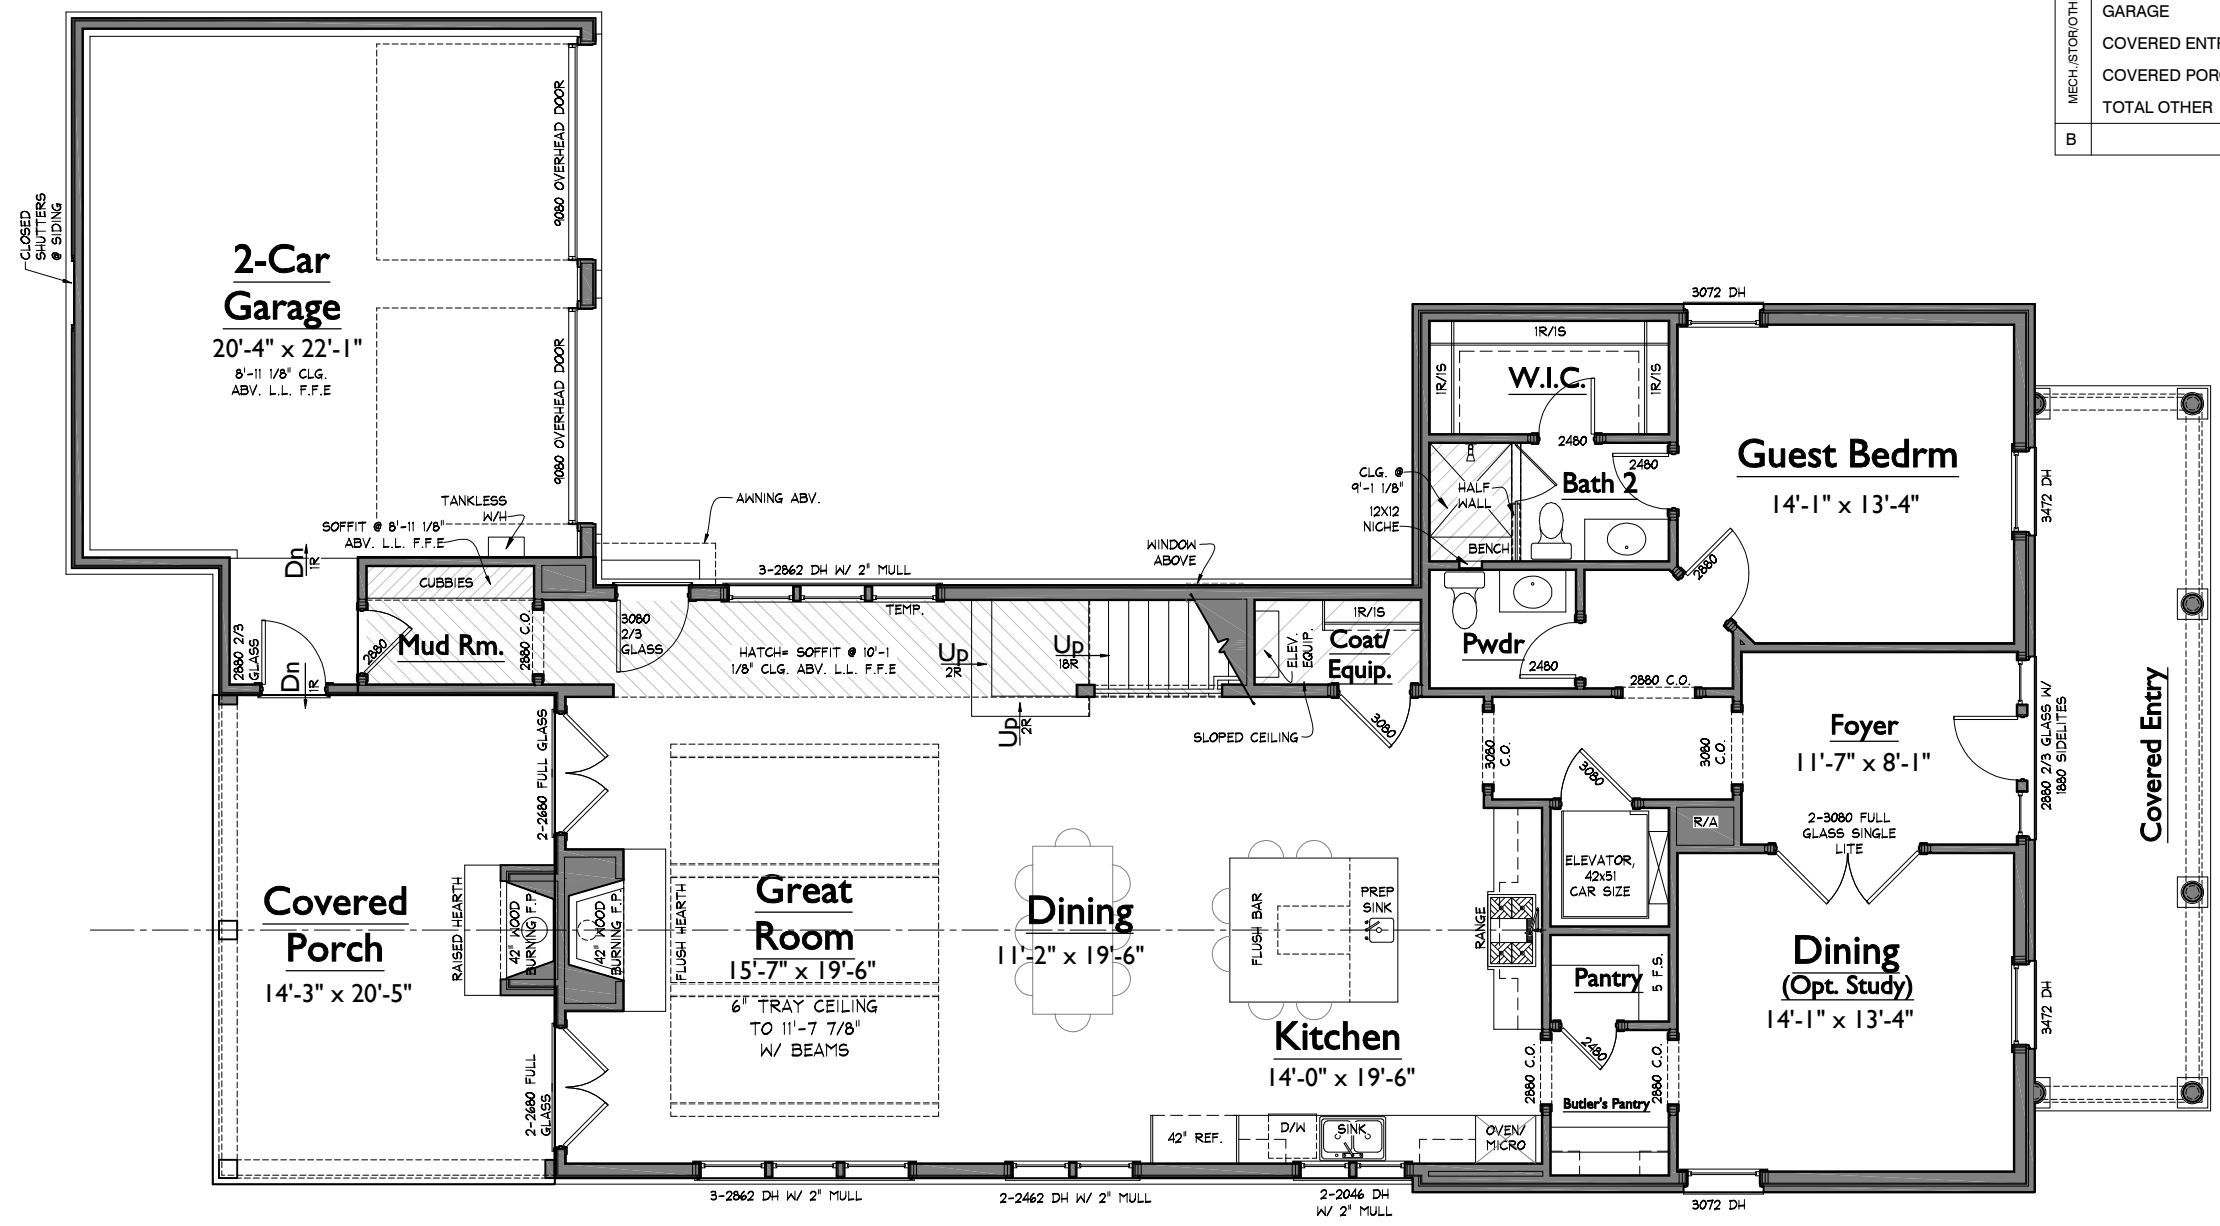 MECH./STOR/OTH
GARAGE
COVERED ENTR
COVERED PORC
TOTAL OTHER
B
CLOSED
SHUTTERS
@ SIDING
2-Car
Garage
20'-4" x 22'-1"
8'-11 1/8" CLG.
ABV. L.L. F.F.E
9080 OVERHEAD DOOR
9080 OVERHEAD DOOR
TANKLESS
W/H
SOFFIT @ 8'-11 1/8"
ABV. L.L. F.F.E
Dn
1R
CUBBIES
AWNING ABV.
3-2862 DH W/ 2" MULL
TEMP.
WINDOW
ABOVE
2880 2/3
GLASS
Dn
1R
2880
Mud Rm.
2880 C.O.
3080
2/3
GLASS
HATCH= SOFFIT @ 10'-1
1/8" CLG. ABV. L.L. F.F.E
Up
2R
Up
18R
Up
2R
ELEV.
EQUIP.
1R/1S
Coat/
Equip.
3080
SLOPED CEILING
3072 DH
1R/1S
1R/1S
W.I.C.
1R/1S
2480
2480
CLG. @
9'-1 1/8"
HALF
WALL
Bath 2
12X12
NICHE
BENCH
Guest Bedrm
14'-1" x 13'-4"
3472 DH
2880
Pwdr
2480
2880 C.O.
3080
C.O.
3080
C.O.
3080
Foyer
11'-7" x 8'-1"
2880 2/3 GLASS W/
1880 SIDELITES
Covered Entry
R/A
2-3080 FULL
GLASS SINGLE
LITE
ELEVATOR,
42x51
CAR SIZE
2-2680 FULL GLASS
Covered
Porch
14'-3" x 20'-5"
RAISED HEARTH
42" WOOD
BURNING F.P.
42" WOOD
BURNING F.P.
FLUSH HEARTH
Great
Room
15'-7" x 19'-6"
6" TRAY CEILING
TO 11'-7 7/8"
W/ BEAMS
Dining
11'-2" x 19'-6"
FLUSH BAR
PREP
SINK
RANGE
Kitchen
14'-0" x 19'-6"
Pantry
5 F.S.
Dining
(Opt. Study)
14'-1" x 13'-4"
3472 DH
2-2680 FULL
GLASS
2880 C.O.
2480
2880 C.O.
Butler's Pantry
42" REF.
D/W
SINK
OVEN/
MICRO
3-2862 DH W/ 2" MULL
2-2462 DH W/ 2" MULL
2-2046 DH
W/ 2" MULL
3072 DH